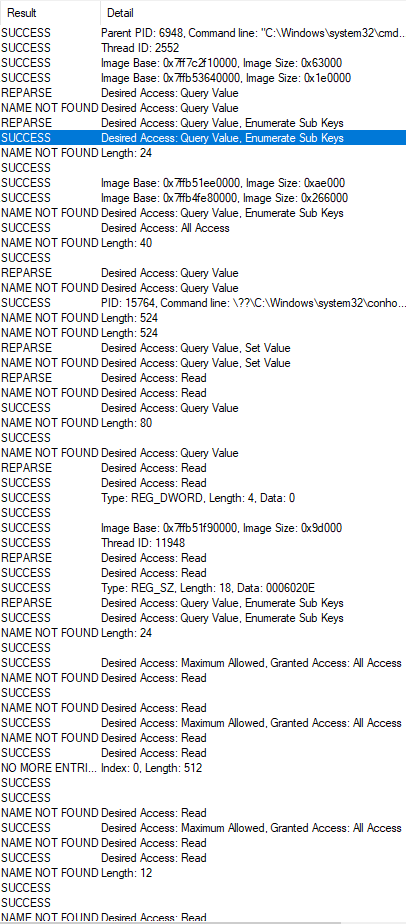 Result Detail
SUCCESS Parent PID: 6948, Command line: "C:\Windows\system32\cmd...
SUCCESS Thread ID: 2552
SUCCESS Image Base: 0x7ff7c2f10000, Image Size: 0x63000
SUCCESS Image Base: 0x7ffb53640000, Image Size: 0x1e0000
REPARSE Desired Access: Query Value
NAME NOT FOUND Desired Access: Query Value
REPARSE Desired Access: Query Value, Enumerate Sub Keys
SUCCESS Desired Access: Query Value, Enumerate Sub Keys
NAME NOT FOUND Length: 24
SUCCESS
SUCCESS Image Base: 0x7ffb51ee0000, Image Size: 0xae000
SUCCESS Image Base: 0x7ffb4fe80000, Image Size: 0x266000
NAME NOT FOUND Desired Access: Query Value, Enumerate Sub Keys
SUCCESS Desired Access: All Access
NAME NOT FOUND Length: 40
SUCCESS
REPARSE Desired Access: Query Value
NAME NOT FOUND Desired Access: Query Value
SUCCESS PID: 15764, Command line: \??\C:\Windows\system32\conho...
NAME NOT FOUND Length: 524
NAME NOT FOUND Length: 524
REPARSE Desired Access: Query Value, Set Value
NAME NOT FOUND Desired Access: Query Value, Set Value
REPARSE Desired Access: Read
NAME NOT FOUND Desired Access: Read
SUCCESS Desired Access: Query Value
NAME NOT FOUND Length: 80
SUCCESS
NAME NOT FOUND Desired Access: Query Value
REPARSE Desired Access: Read
SUCCESS Desired Access: Read
SUCCESS Type: REG_DWORD, Length: 4, Data: 0
SUCCESS
SUCCESS Image Base: 0x7ffb51f90000, Image Size: 0x9d000
SUCCESS Thread ID: 11948
REPARSE Desired Access: Read
SUCCESS Desired Access: Read
SUCCESS Type: REG_SZ, Length: 18, Data: 0006020E
REPARSE Desired Access: Query Value, Enumerate Sub Keys
SUCCESS Desired Access: Query Value, Enumerate Sub Keys
NAME NOT FOUND Length: 24
SUCCESS
SUCCESS Desired Access: Maximum Allowed, Granted Access: All Access
NAME NOT FOUND Desired Access: Read
SUCCESS
NAME NOT FOUND Desired Access: Read
SUCCESS Desired Access: Maximum Allowed, Granted Access: All Access
NAME NOT FOUND Desired Access: Read
SUCCESS Desired Access: Read
NO MORE ENTRI... Index: 0, Length: 512
SUCCESS
SUCCESS
NAME NOT FOUND Desired Access: Read
SUCCESS Desired Access: Maximum Allowed, Granted Access: All Access
NAME NOT FOUND Desired Access: Read
SUCCESS Desired Access: Read
NAME NOT FOUND Length: 12
SUCCESS
SUCCESS
NAME NOT FOUND Desired Access: Read